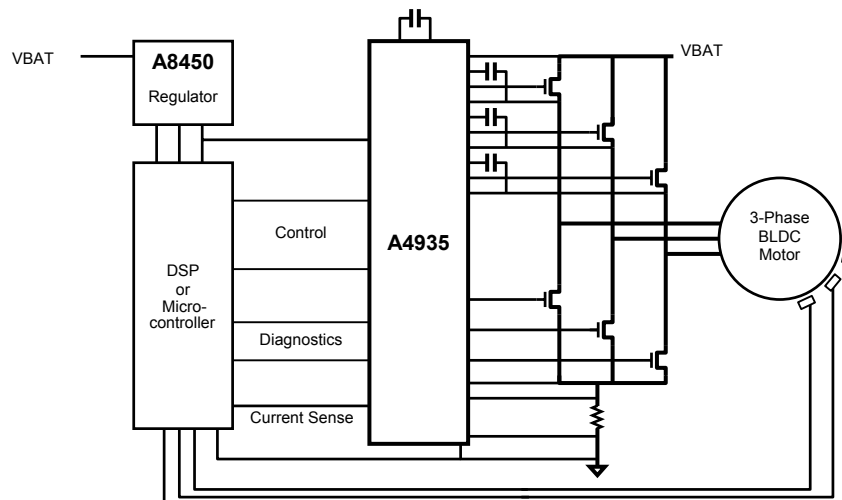 VBAT
A8450
Regulator
VBAT
DSP
or
Micro-
controller
Control
Diagnostics
Current Sense
A4935
3-Phase
BLDC
Motor